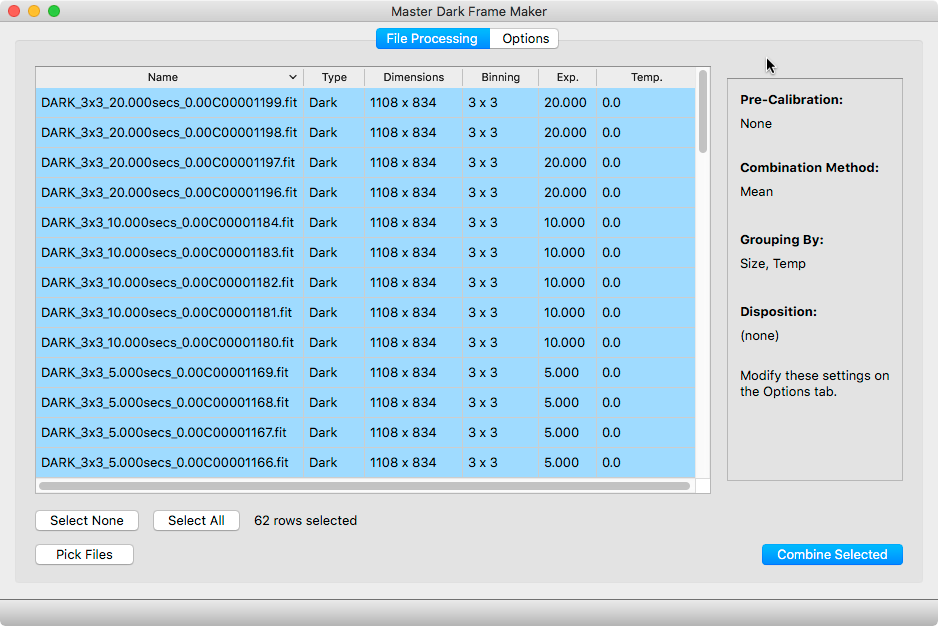 Master Dark Frame Maker
File Processing Options
Name Type Dimensions Binning Exp. Temp.
DARK_3x3_20.000secs_0.00C00001199.fit Dark 1108 x 834 3 x 3 20.000 0.0
DARK_3x3_20.000secs_0.00C00001198.fit Dark 1108 x 834 3 x 3 20.000 0.0
DARK_3x3_20.000secs_0.00C00001197.fit Dark 1108 x 834 3 x 3 20.000 0.0
DARK_3x3_20.000secs_0.00C00001196.fit Dark 1108 x 834 3 x 3 20.000 0.0
DARK_3x3_10.000secs_0.00C00001184.fit Dark 1108 x 834 3 x 3 10.000 0.0
DARK_3x3_10.000secs_0.00C00001183.fit Dark 1108 x 834 3 x 3 10.000 0.0
DARK_3x3_10.000secs_0.00C00001182.fit Dark 1108 x 834 3 x 3 10.000 0.0
DARK_3x3_10.000secs_0.00C00001181.fit Dark 1108 x 834 3 x 3 10.000 0.0
DARK_3x3_10.000secs_0.00C00001180.fit Dark 1108 x 834 3 x 3 10.000 0.0
DARK_3x3_5.000secs_0.00C00001169.fit Dark 1108 x 834 3 x 3 5.000 0.0
DARK_3x3_5.000secs_0.00C00001168.fit Dark 1108 x 834 3 x 3 5.000 0.0
DARK_3x3_5.000secs_0.00C00001167.fit Dark 1108 x 834 3 x 3 5.000 0.0
DARK_3x3_5.000secs_0.00C00001166.fit Dark 1108 x 834 3 x 3 5.000 0.0
Pre-Calibration:
None
Combination Method:
Mean
Grouping By:
Size, Temp
Disposition:
(none)
Modify these settings on
the Options tab.
Select None Select All 62 rows selected
Pick Files Combine Selected